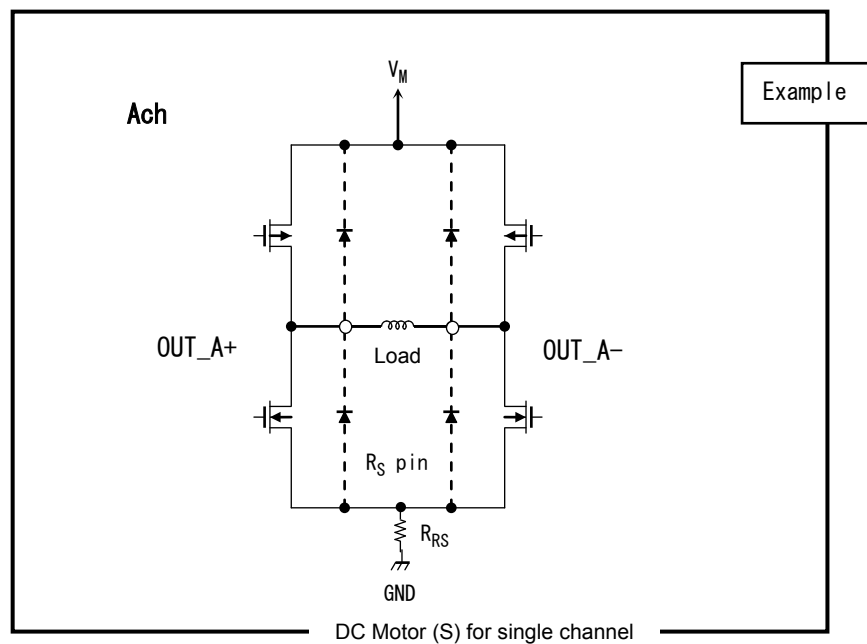 V_M
Example
Ach
OUT_A+
Load
OUT_A−
R_S pin
R_RS
GND
DC Motor (S) for single channel